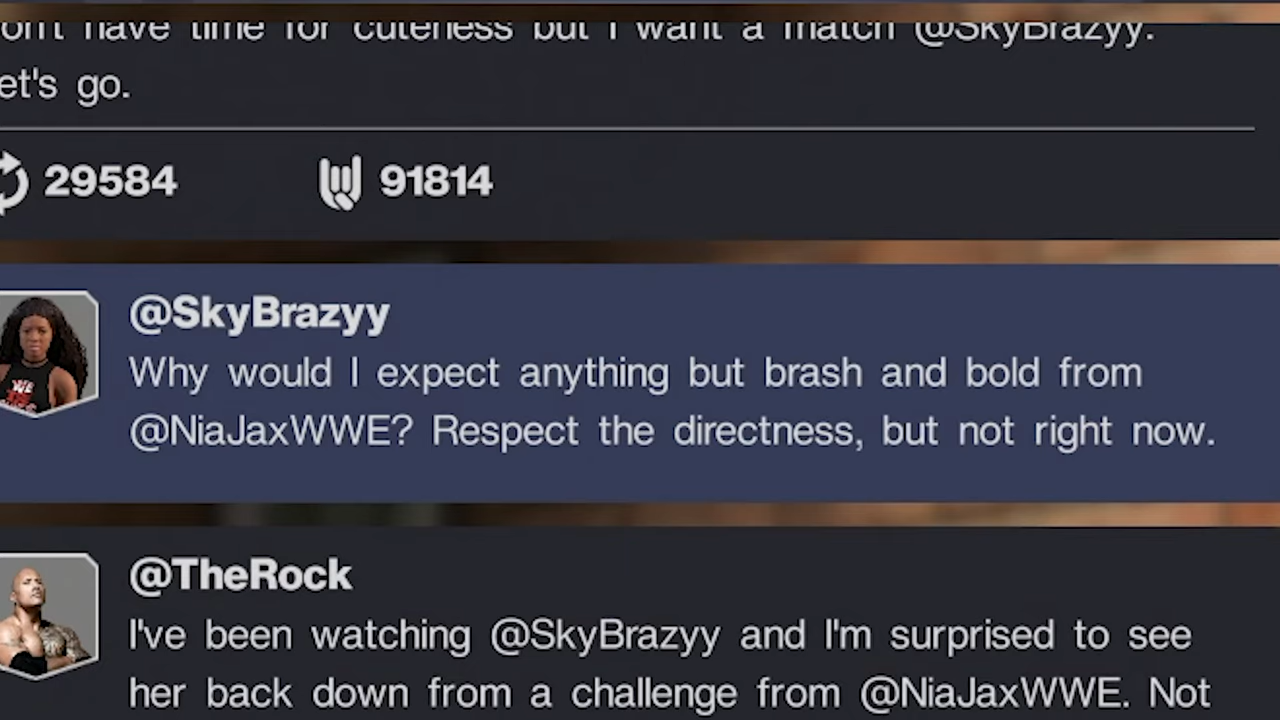 on't have time for cuteness but I want a match @SkyBrazyy.
et's go.
29584 91814
@SkyBrazyy
Why would I expect anything but brash and bold from
@NiaJaxWWE? Respect the directness, but not right now.
@TheRock
I've been watching @SkyBrazyy and I'm surprised to see
her back down from a challenge from @NiaJaxWWE. Not